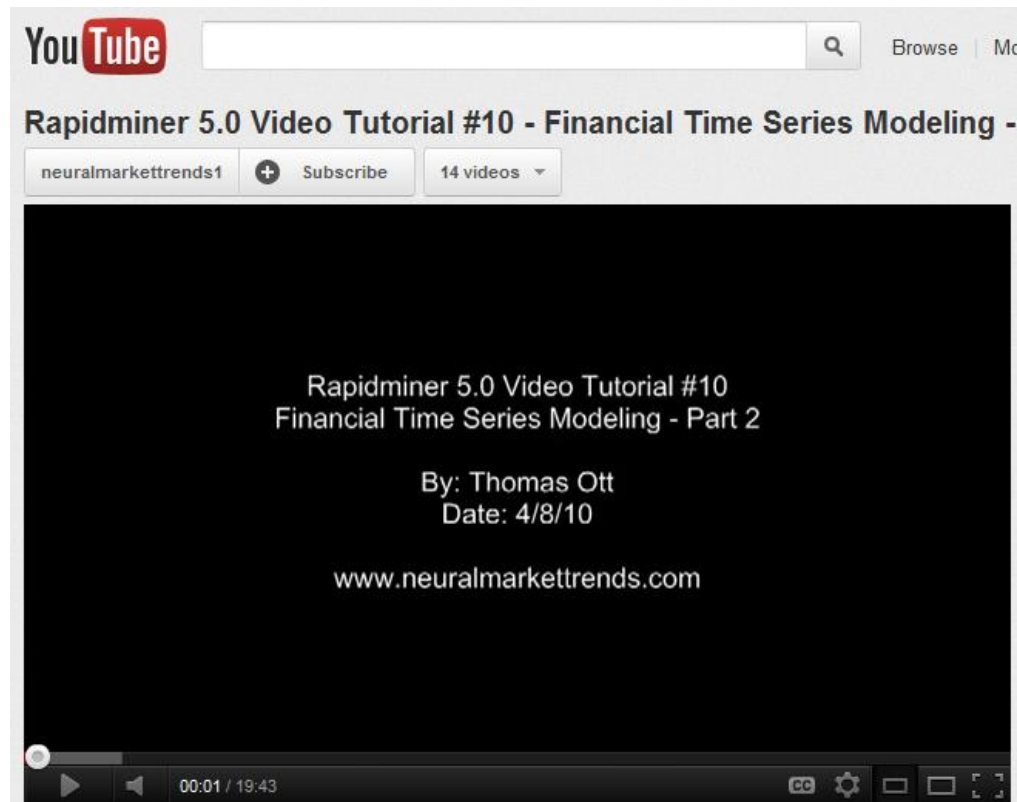 YouTube
Browse
Rapidminer 5.0 Video Tutorial #10 - Financial Time Series Modeling -
neuralmarkettrends1 Subscribe 14 videos
Rapidminer 5.0 Video Tutorial #10
Financial Time Series Modeling - Part 2
By: Thomas Ott
Date: 4/8/10
www.neuralmarkettrends.com
00:01 / 19:43 CC